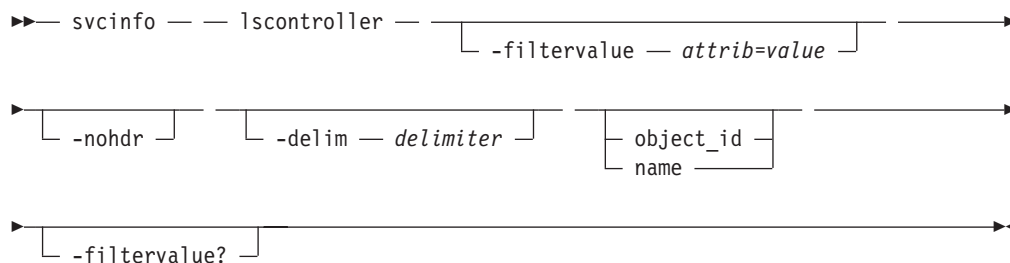 svcinfo lscontroller
-filtervalue attrib=value
-nohdr -delim delimiter object_id
name
-filtervalue?